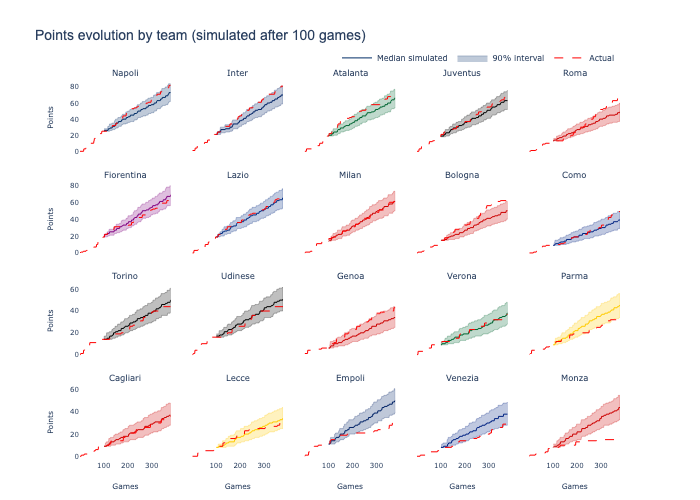 Points evolution by team (simulated after 100 games)
Median simulated 90% interval Actual
Napoli Inter Atalanta Juventus Roma
80
60
40
20
0
Points
Fiorentina Lazio Milan Bologna Como
80
60
40
20
0
Points
Torino Udinese Genoa Verona Parma
60
40
20
0
Points
Cagliari Lecce Empoli Venezia Monza
60
40
20
0
Points
100 200 300 100 200 300 100 200 300 100 200 300 100 200 300
Games Games Games Games Games